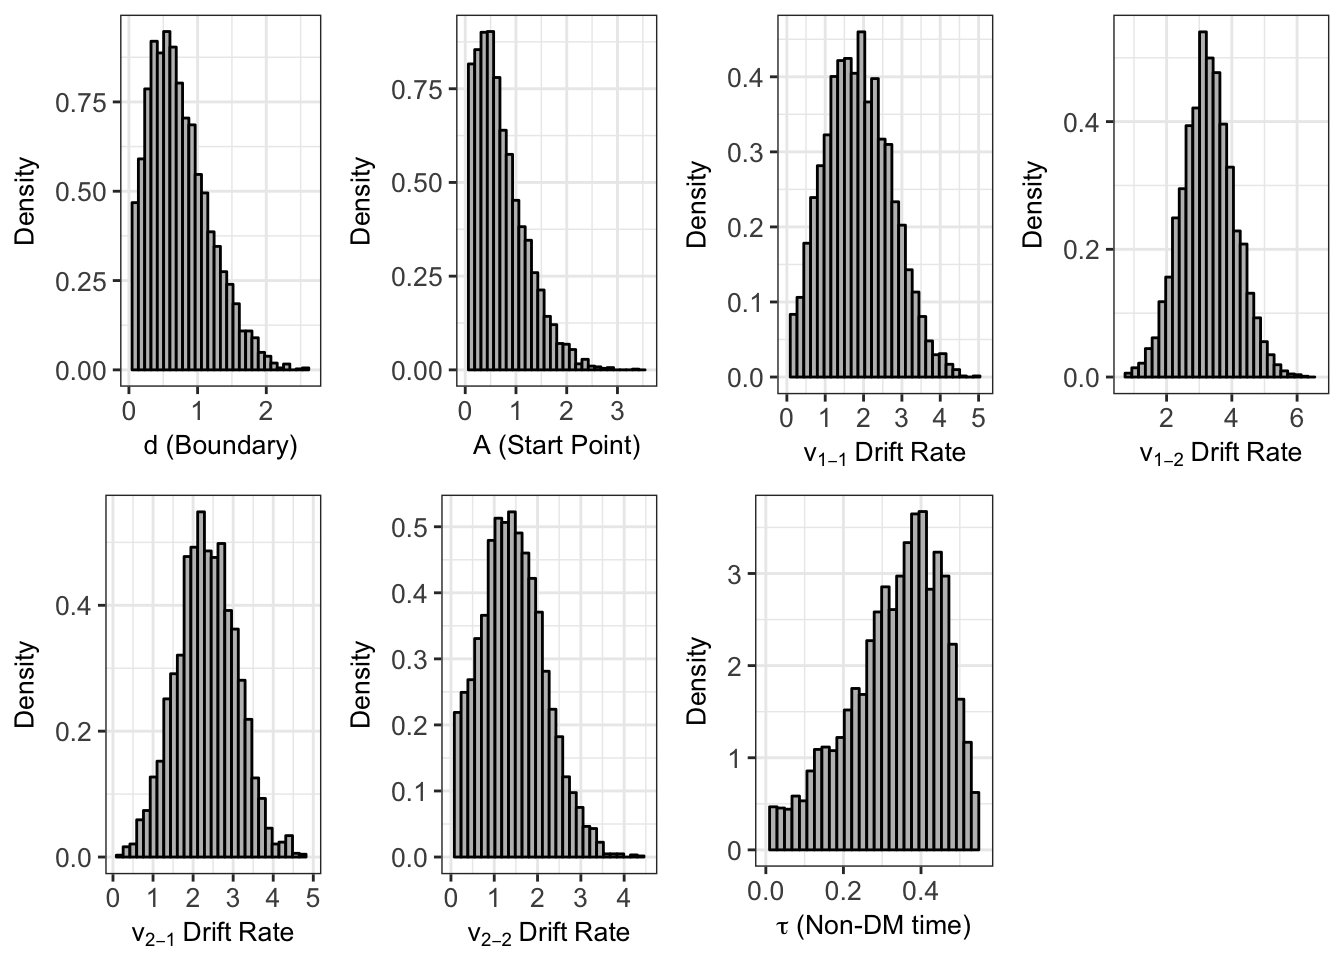 Density
0.75
0.50
0.25
0.00
0 1 2
d (Boundary)
Density
0.75
0.50
0.25
0.00
0 1 2 3
A (Start Point)
Density
0.4
0.3
0.2
0.1
0.0
0 1 2 3 4 5
v₁₋₁ Drift Rate
Density
0.4
0.2
0.0
2 4 6
v₁₋₂ Drift Rate
Density
0.4
0.2
0.0
0 1 2 3 4 5
v₂₋₁ Drift Rate
Density
0.5
0.4
0.3
0.2
0.1
0.0
0 1 2 3 4
v₂₋₂ Drift Rate
Density
3
2
1
0
0.0 0.2 0.4
τ (Non-DM time)